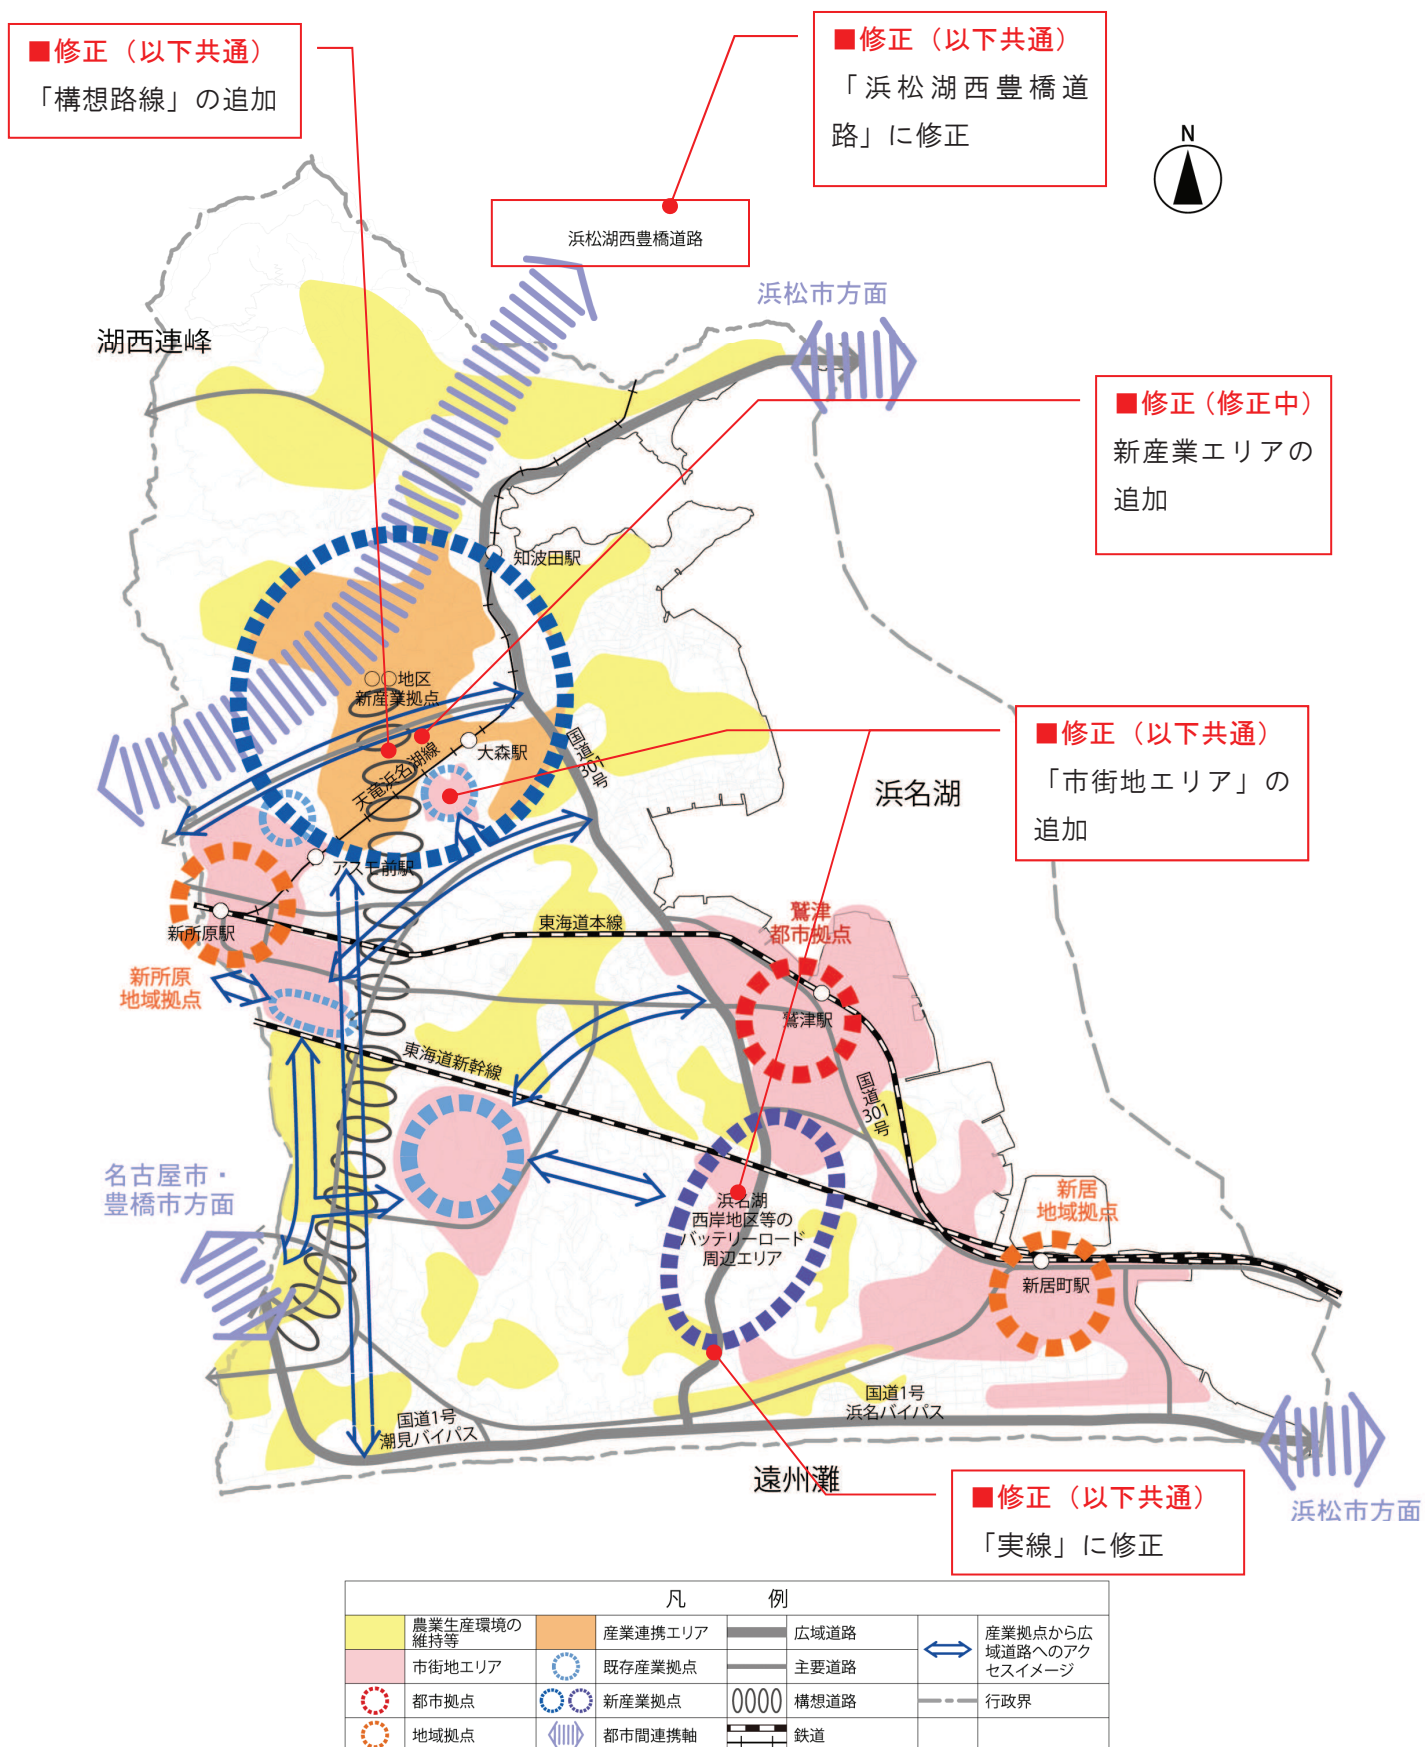 ■修正（以下共通）
「構想路線」の追加
■修正（以下共通）
「浜松湖西豊橋道
路」に修正
N
浜松湖西豊橋道路
浜松市方面
湖西連峰
■修正（修正中）
新産業エリアの
追加
知波田駅
○○地区
新産業拠点
大森駅
天竜浜名湖線
国道301号
■修正（以下共通）
「市街地エリア」の
追加
浜名湖
アスモ前駅
新所原駅
新所原
地域拠点
東海道本線
鷲津
都市拠点
鷲津駅
東海道新幹線
国道301号
名古屋市・
豊橋市方面
浜名湖
西岸地区等の
バッテリーロード
周辺エリア
新居
地域拠点
新居町駅
国道1号
潮見バイパス
国道1号
浜名バイパス
遠州灘
■修正（以下共通）
「実線」に修正
浜松市方面
凡　例
農業生産環境の
維持等
産業連携エリア
広域道路
産業拠点から広
域道路へのアク
セスイメージ
市街地エリア
既存産業拠点
主要道路
都市拠点
新産業拠点
構想道路
行政界
地域拠点
都市間連携軸
鉄道